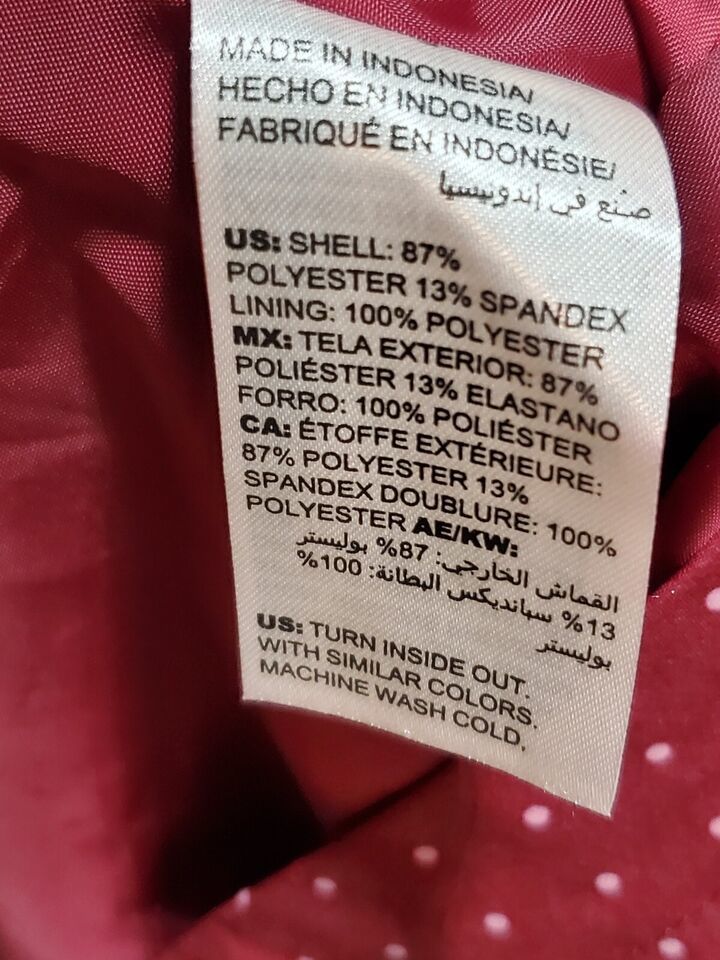 MADE IN INDONESIA/
HECHO EN INDONESIA/
FABRIQUÉ EN INDONÉSIE/
صنع في إندونيسيا
US: SHELL: 87%
POLYESTER 13% SPANDEX
LINING: 100% POLYESTER
MX: TELA EXTERIOR: 87%
POLIÉSTER 13% ELASTANO
FORRO: 100% POLIÉSTER
CA: ÉTOFFE EXTÉRIEURE:
87% POLYESTER 13%
SPANDEX DOUBLURE: 100%
POLYESTER AE/KW:
القماش الخارجي: 87% بوليستر
13% سبانديكس البطانة: 100%
بوليستر
US: TURN INSIDE OUT.
WITH SIMILAR COLORS.
MACHINE WASH COLD,